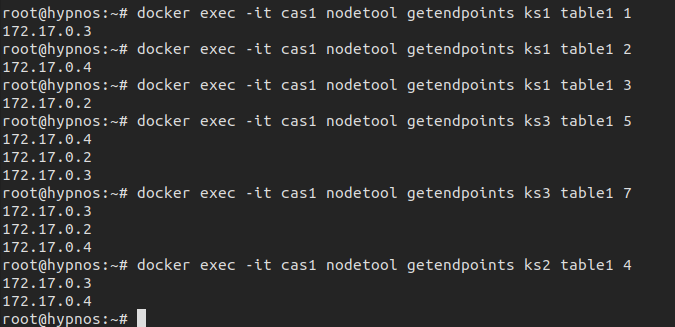 root@hypnos:~# docker exec -it cas1 nodetool getendpoints ks1 table1 1
172.17.0.3
root@hypnos:~# docker exec -it cas1 nodetool getendpoints ks1 table1 2
172.17.0.4
root@hypnos:~# docker exec -it cas1 nodetool getendpoints ks1 table1 3
172.17.0.2
root@hypnos:~# docker exec -it cas1 nodetool getendpoints ks3 table1 5
172.17.0.4
172.17.0.2
172.17.0.3
root@hypnos:~# docker exec -it cas1 nodetool getendpoints ks3 table1 7
172.17.0.3
172.17.0.2
172.17.0.4
root@hypnos:~# docker exec -it cas1 nodetool getendpoints ks2 table1 4
172.17.0.3
172.17.0.4
root@hypnos:~#